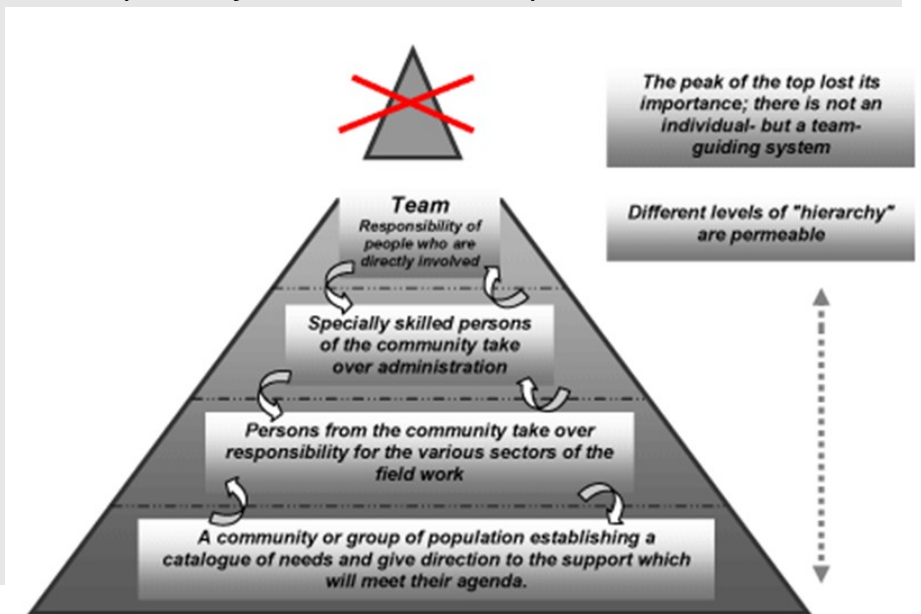 The peak of the top lost its
importance; there is not an
individual- but a team-
guiding system
Different levels of "hierarchy"
are permeable
Team
Responsibility of
people who are
directly involved
Specially skilled persons
of the community take
over administration
Persons from the community take over
responsibility for the various sectors of the
field work
A community or group of population establishing a
catalogue of needs and give direction to the support which
will meet their agenda.